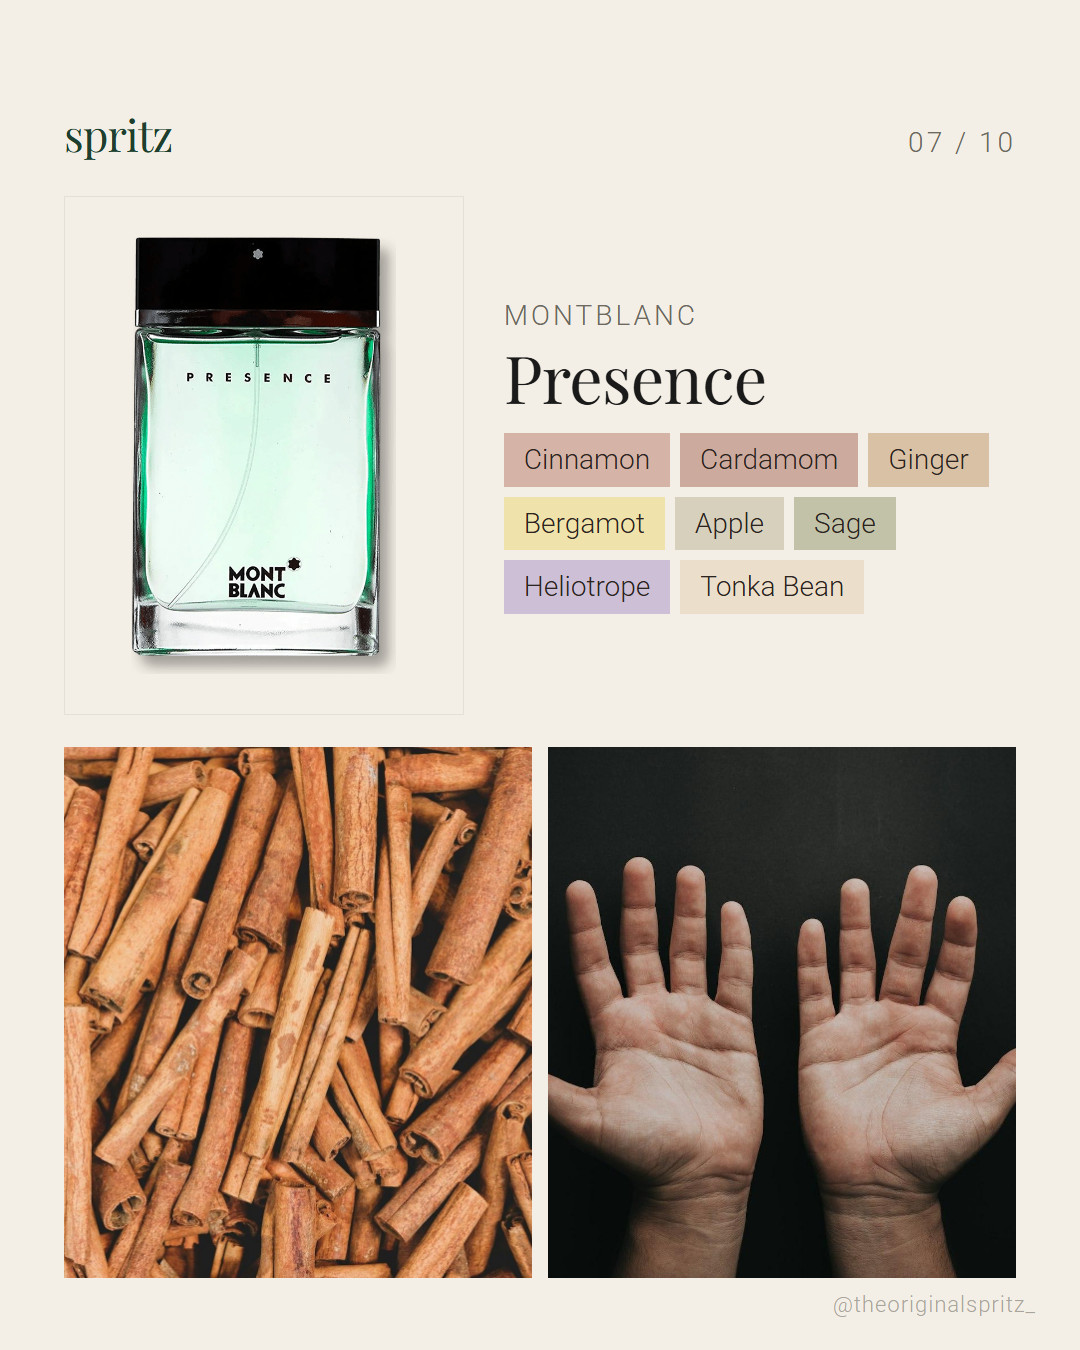 spritz
07 / 10
PRESENCE
MONT
BLANC
MONTBLANC
Presence
Cinnamon Cardamom Ginger
Bergamot Apple Sage
Heliotrope Tonka Bean
@theoriginalspritz_